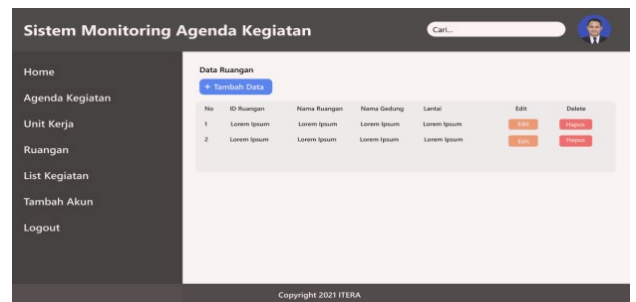 Sistem Monitoring Agenda Kegiatan
Cari...
Home
Agenda Kegiatan
Unit Kerja
Ruangan
List Kegiatan
Tambah Akun
Logout
Data Ruangan
+ Tambah Data
No ID Ruangan Nama Ruangan Nama Gedung Lantai Edit Delete
1 Lorem Ipsum Lorem Ipsum Lorem Ipsum Lorem Ipsum Edit Hapus
2 Lorem Ipsum Lorem Ipsum Lorem Ipsum Lorem Ipsum Edit Hapus
Copyright 2021 ITERA